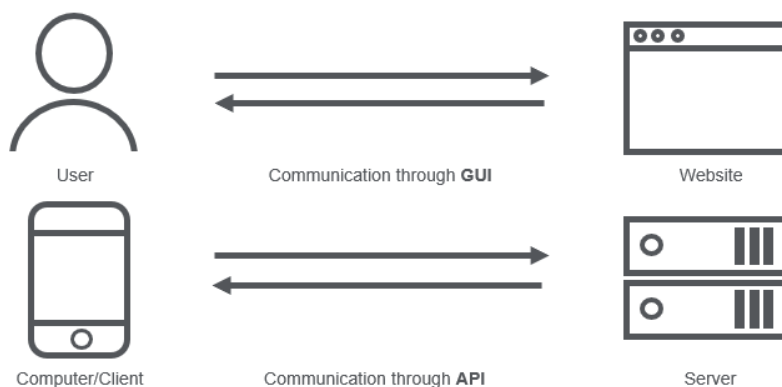 User
Communication through GUI
Website
Computer/Client
Communication through API
Server